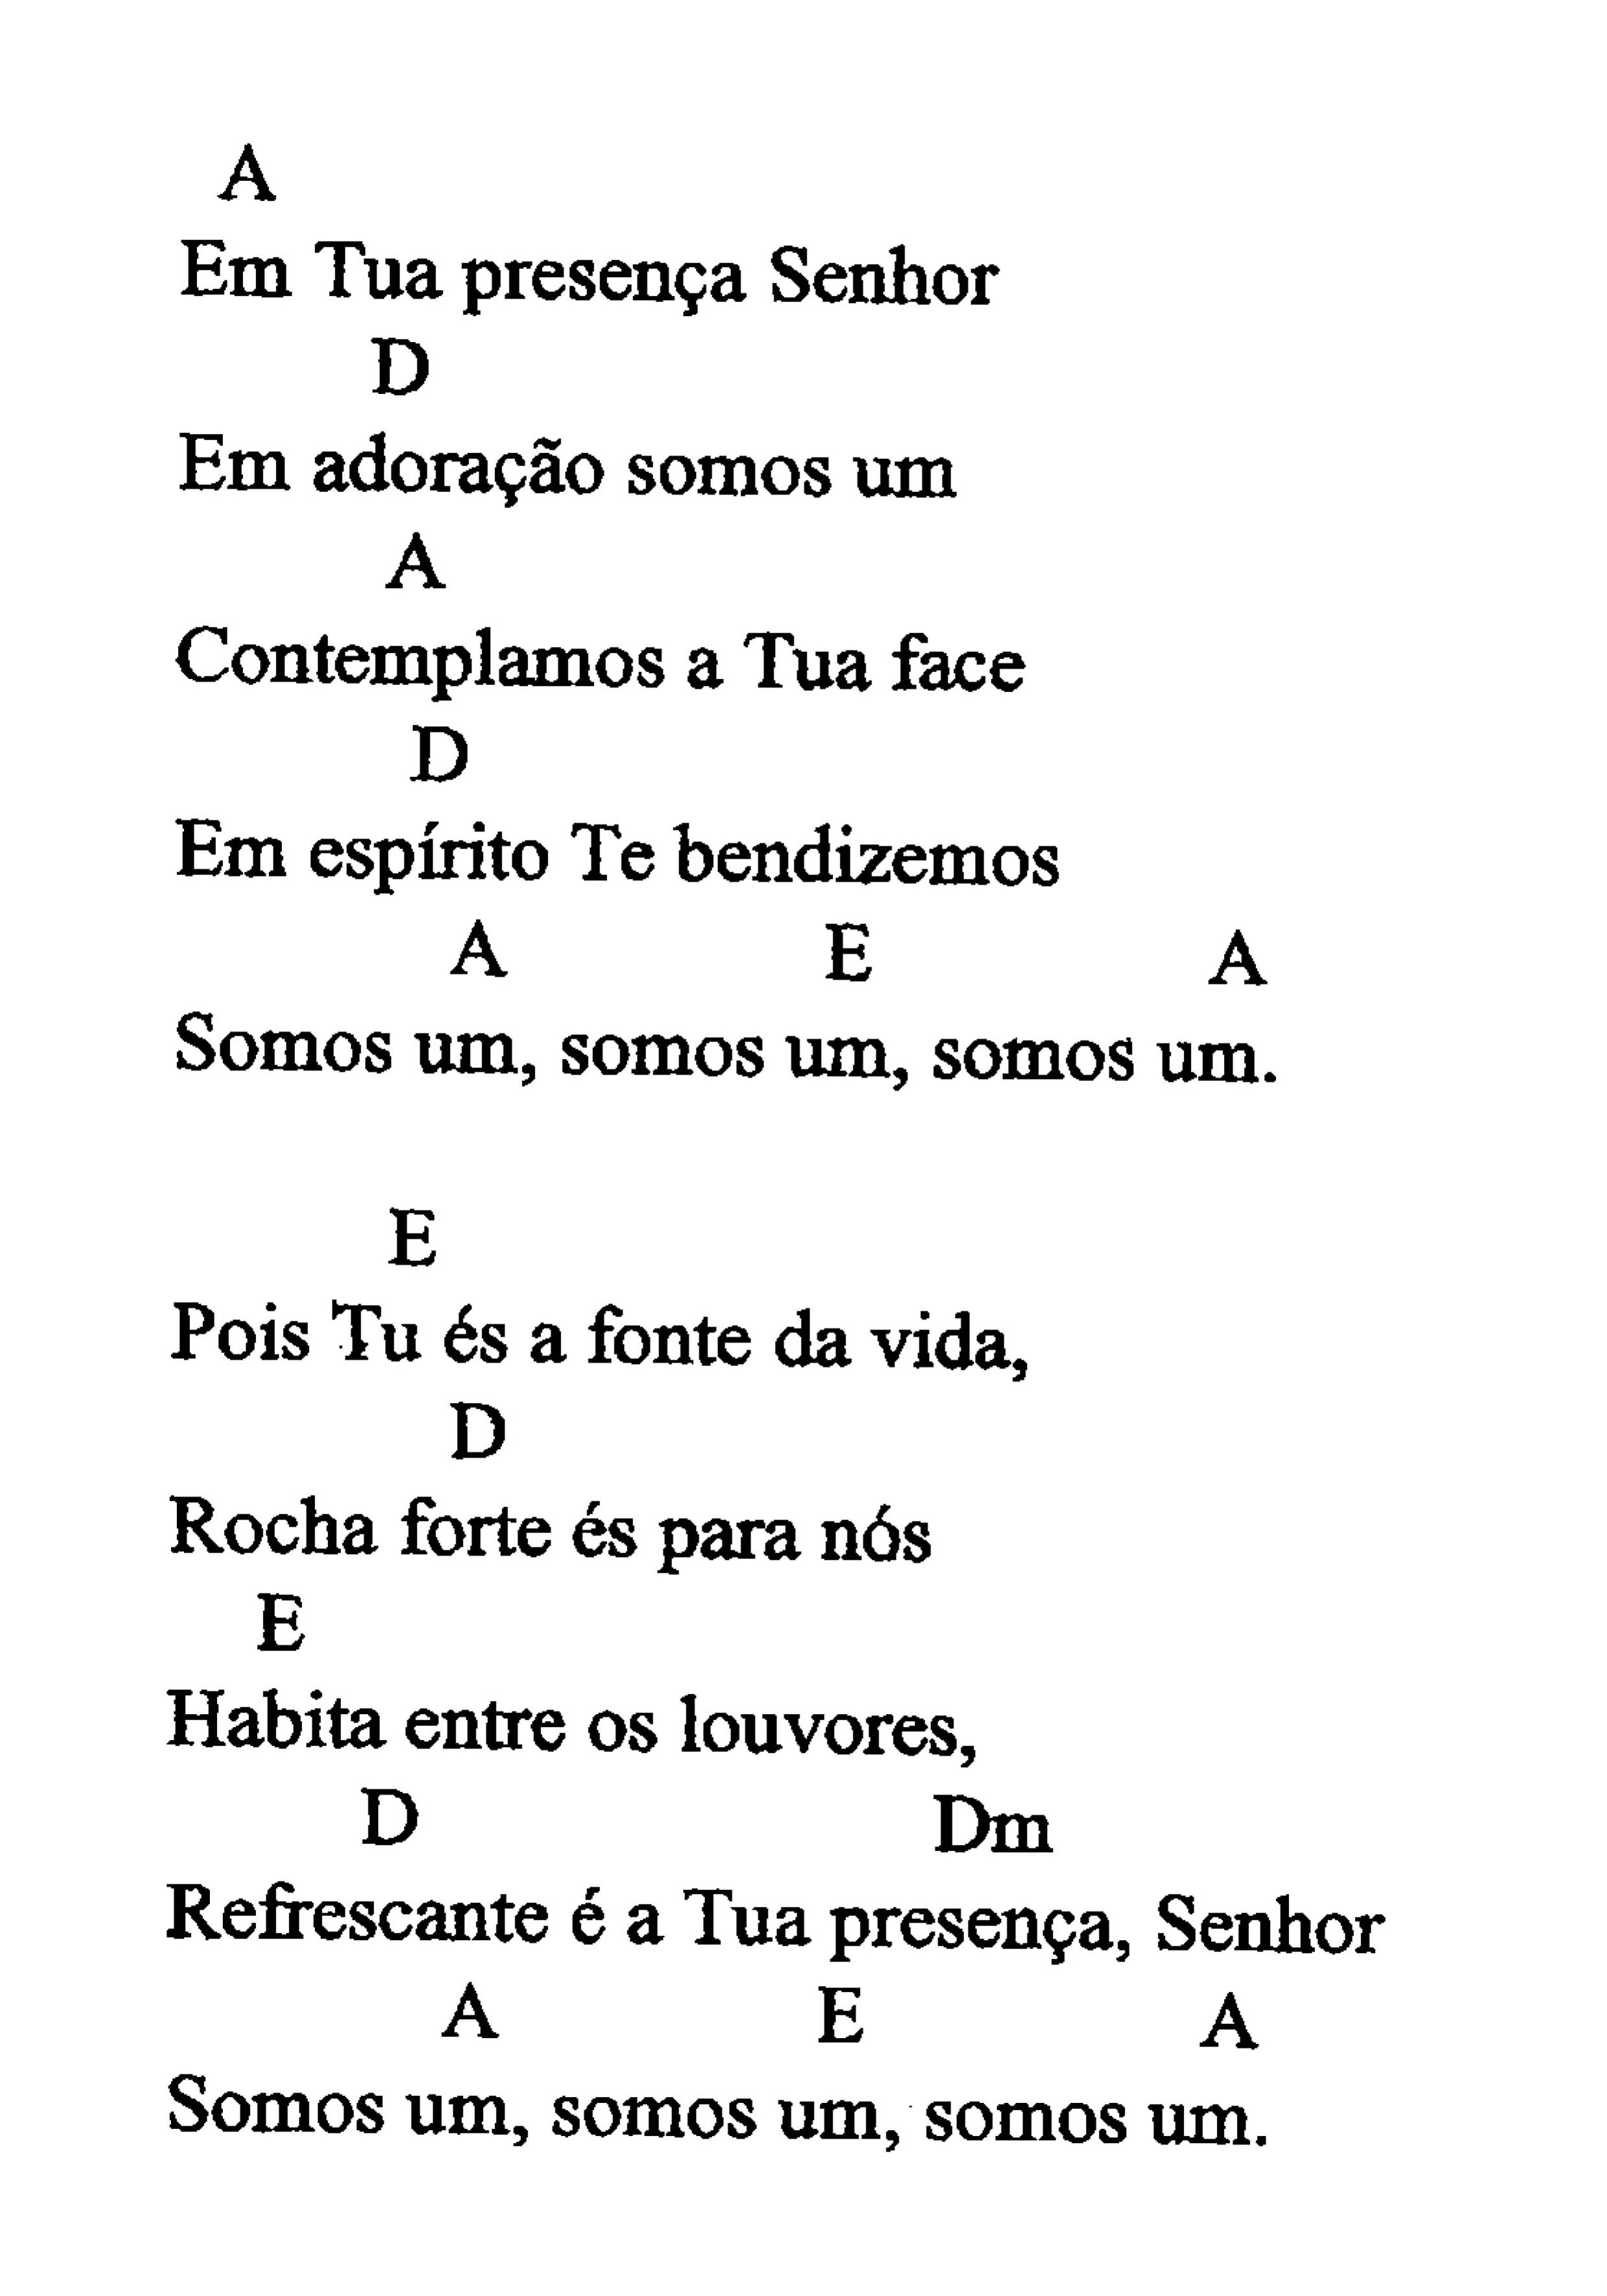 A
Em Tua presença Senhor
D
Em adoração somos um
A
Contemplamos a Tua face
D
Em espírito Te bendizemos
A E A
Somos um, somos um, somos um.
E
Pois Tu és a fonte da vida,
D
Rocha forte és para nós
E
Habita entre os louvores,
D Dm
Refrescante é a Tua presença, Senhor
A E A
Somos um, somos um, somos um.